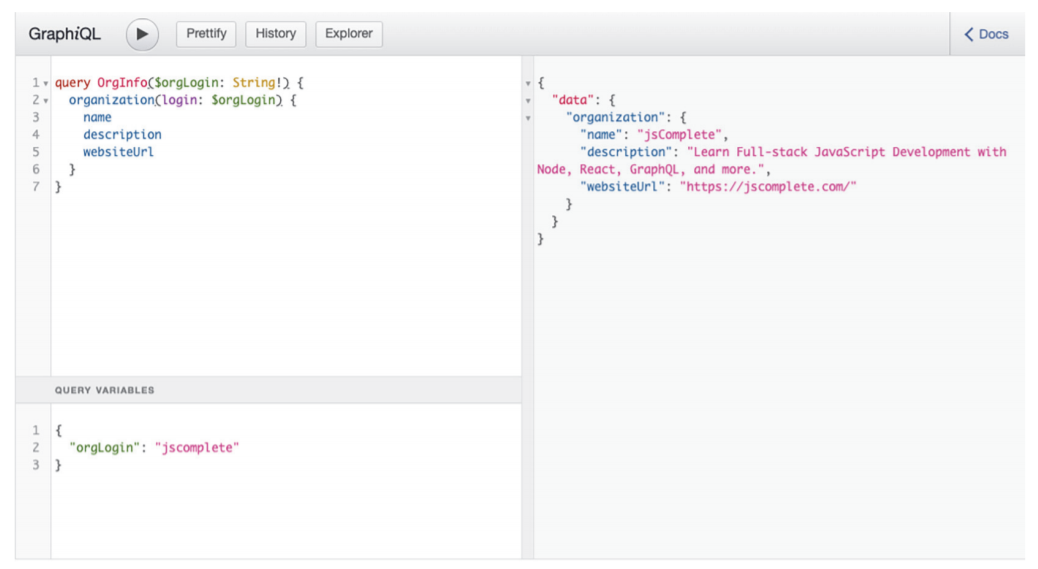 GraphiQL Prettify History Explorer Docs
1 query OrgInfo($orgLogin: String!) {
2 organization(login: $orgLogin) {
3 name
4 description
5 websiteUrl
6 }
7 }
QUERY VARIABLES
1 {
2 "orgLogin": "jscomplete"
3 }
{
"data": {
"organization": {
"name": "jsComplete",
"description": "Learn Full-stack JavaScript Development with
Node, React, GraphQL, and more.",
"websiteUrl": "https://jscomplete.com/"
}
}
}